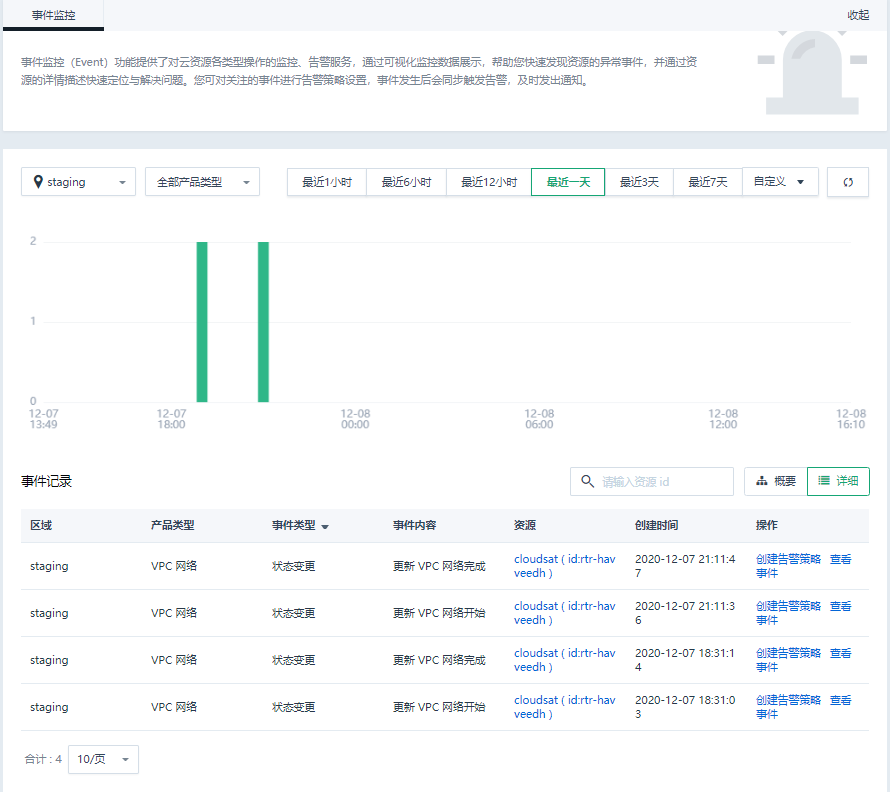 事件监控
收起
事件监控（Event）功能提供了对云资源各类型操作的监控、告警服务，通过可视化监控数据展示，帮助您快速发现资源的异常事件，并通过资
源的详情描述快速定位与解决问题。您可对关注的事件进行告警策略设置，事件发生后会同步触发告警，及时发出通知。
staging 全部产品类型 最近1小时 最近6小时 最近12小时 最近一天 最近3天 最近7天 自定义
2
1
0
12-07 12-07 12-08 12-08 12-08 12-08
13:49 18:00 00:00 06:00 12:00 16:10
事件记录 请输入资源 id 概要 详细
区域 产品类型 事件类型 事件内容 资源 创建时间 操作
staging VPC 网络 状态变更 更新 VPC 网络完成 cloudsat ( id:rtr-hav 2020-12-07 21:11:4 创建告警策略 查看
veedh ) 7 事件
staging VPC 网络 状态变更 更新 VPC 网络开始 cloudsat ( id:rtr-hav 2020-12-07 21:11:3 创建告警策略 查看
veedh ) 6 事件
staging VPC 网络 状态变更 更新 VPC 网络完成 cloudsat ( id:rtr-hav 2020-12-07 18:31:1 创建告警策略 查看
veedh ) 4 事件
staging VPC 网络 状态变更 更新 VPC 网络开始 cloudsat ( id:rtr-hav 2020-12-07 18:31:0 创建告警策略 查看
veedh ) 3 事件
合计 : 4 10/页